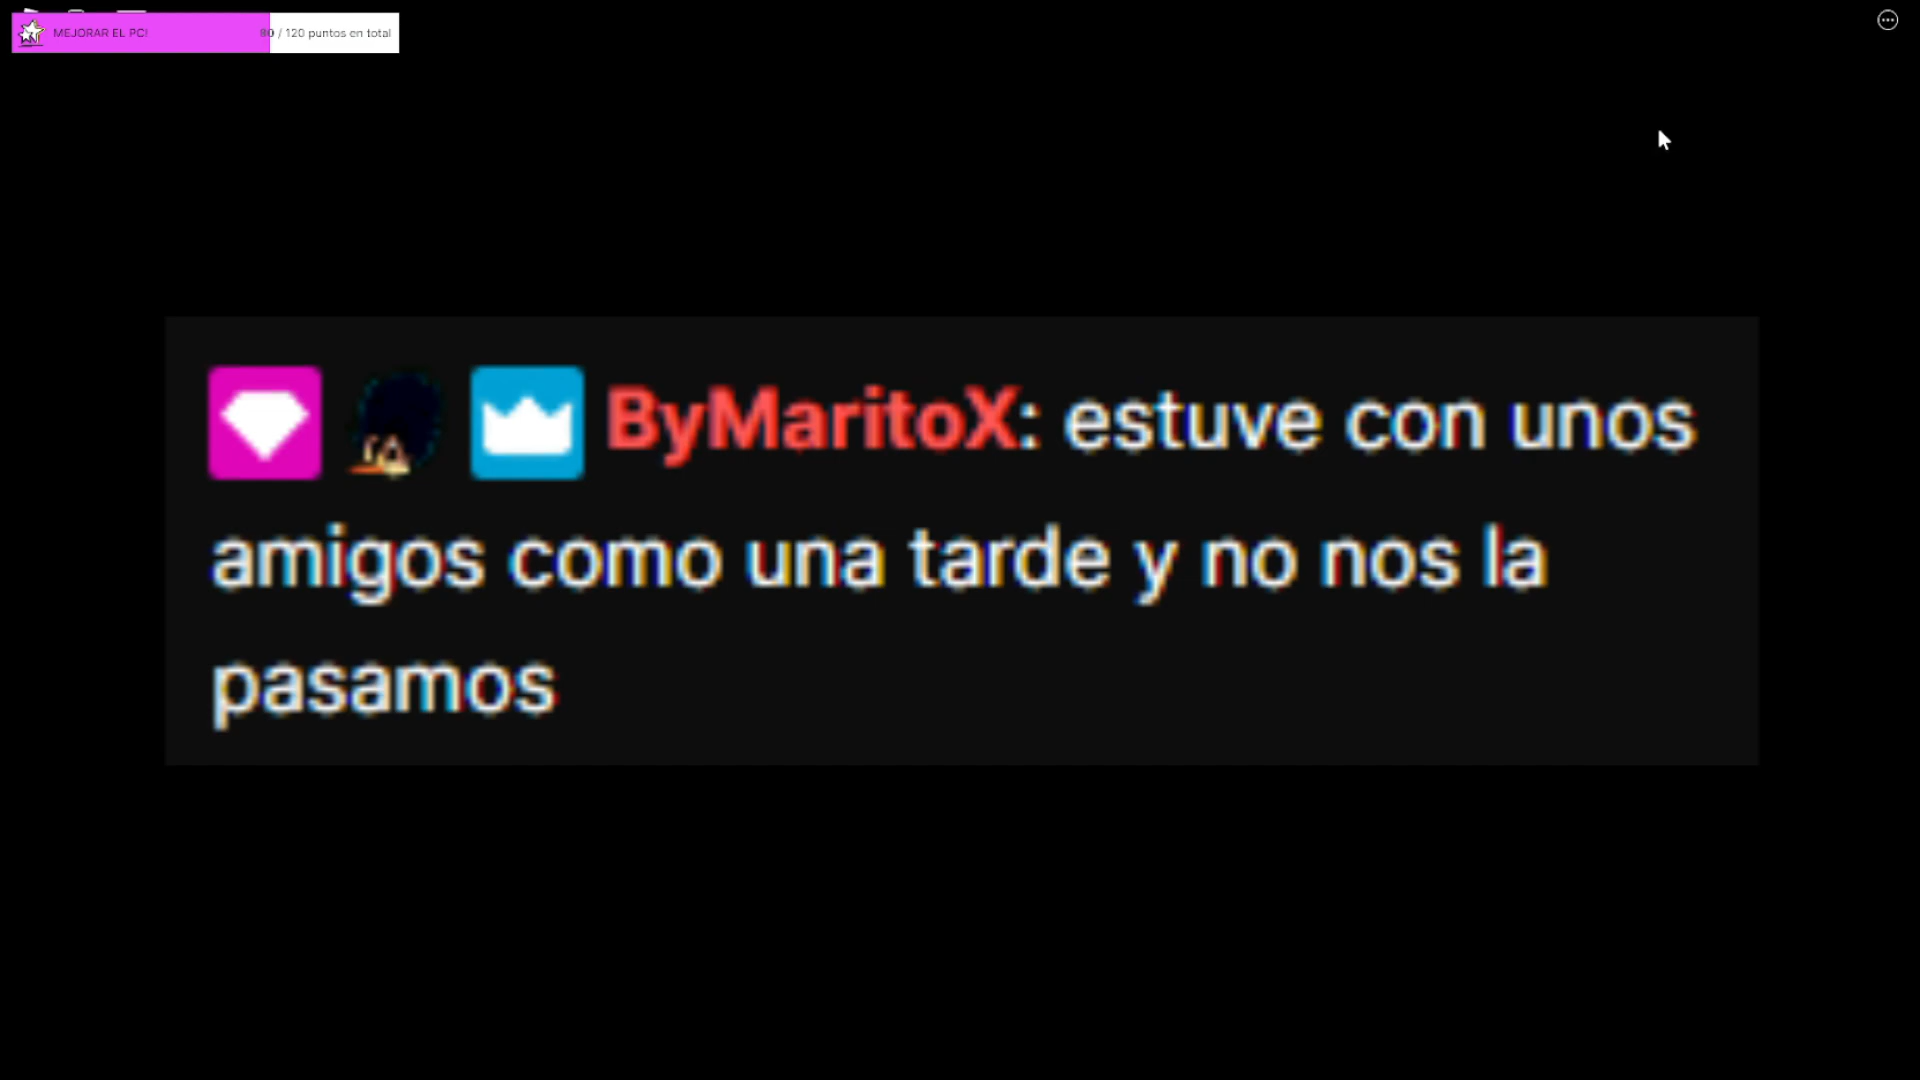 MEJORAR EL PC!
80 / 120 puntos en total
ByMaritoX: estuve con unos
amigos como una tarde y no nos la
pasamos